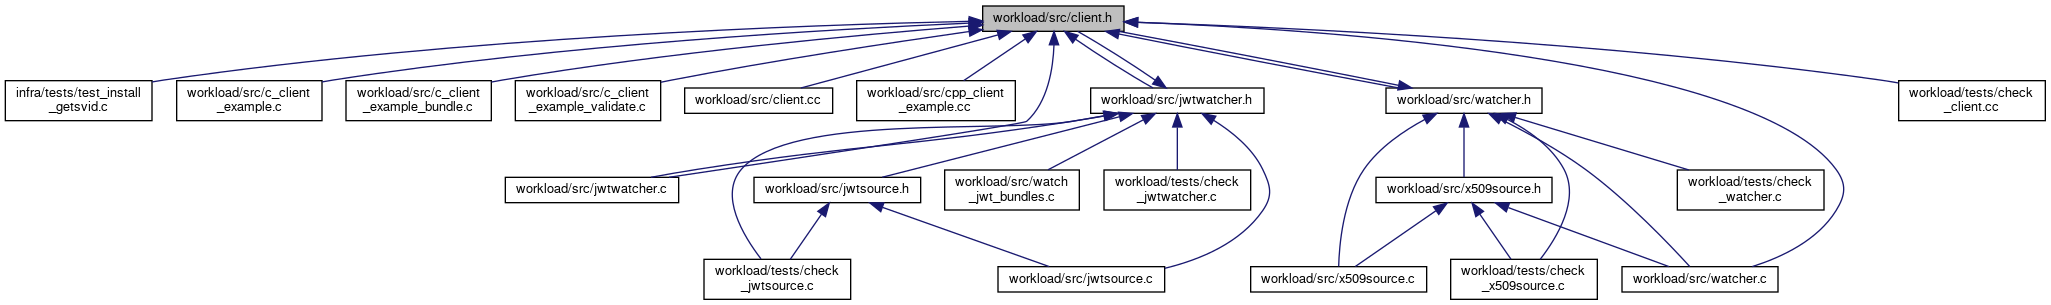 workload/src/client.h
infra/tests/test_install
_getsvid.c
workload/src/c_client
_example.c
workload/src/c_client
_example_bundle.c
workload/src/c_client
_example_validate.c
workload/src/client.cc
workload/src/cpp_client
_example.cc
workload/src/jwtwatcher.h
workload/src/watcher.h
workload/tests/check
_client.cc
workload/src/jwtwatcher.c
workload/src/jwtsource.h
workload/src/watch
_jwt_bundles.c
workload/tests/check
_jwtwatcher.c
workload/src/x509source.h
workload/tests/check
_watcher.c
workload/tests/check
_jwtsource.c
workload/src/jwtsource.c
workload/src/x509source.c
workload/tests/check
_x509source.c
workload/src/watcher.c